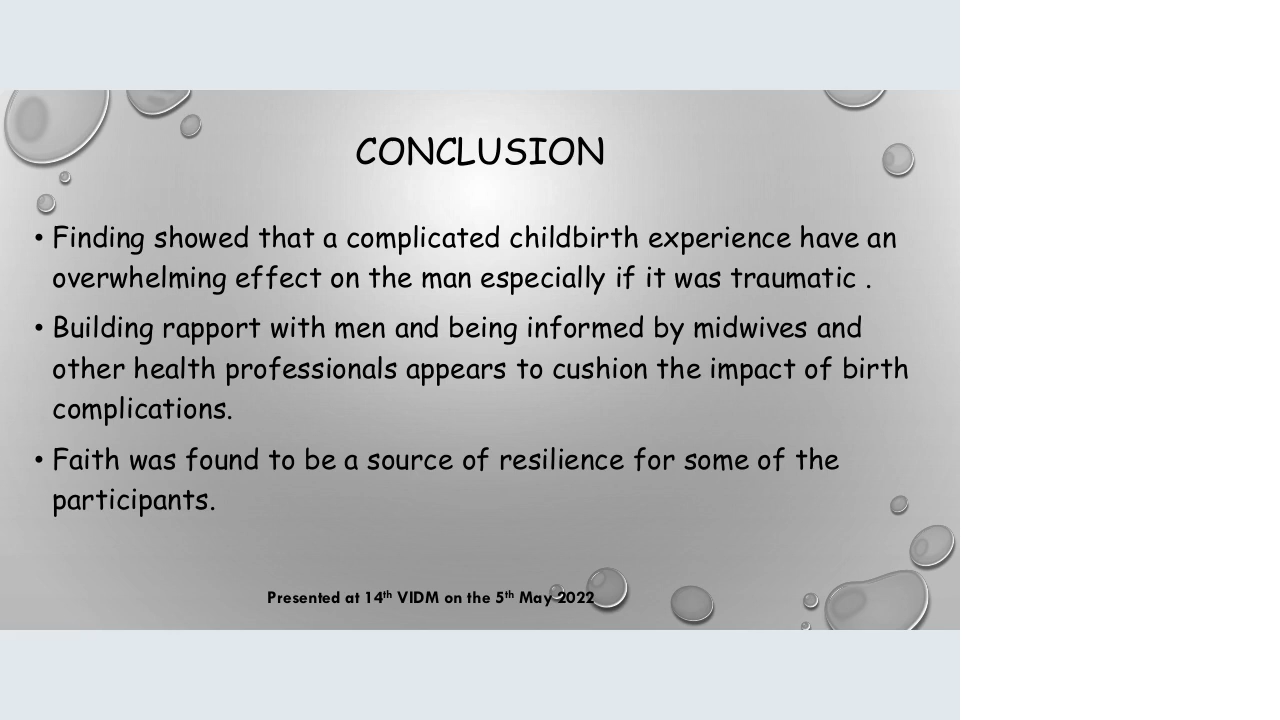 CONCLUSION
• Finding showed that a complicated childbirth experience have an
overwhelming effect on the man especially if it was traumatic .
• Building rapport with men and being informed by midwives and
other health professionals appears to cushion the impact of birth
complications.
• Faith was found to be a source of resilience for some of the
participants.
Presented at 14th VIDM on the 5th May 2022